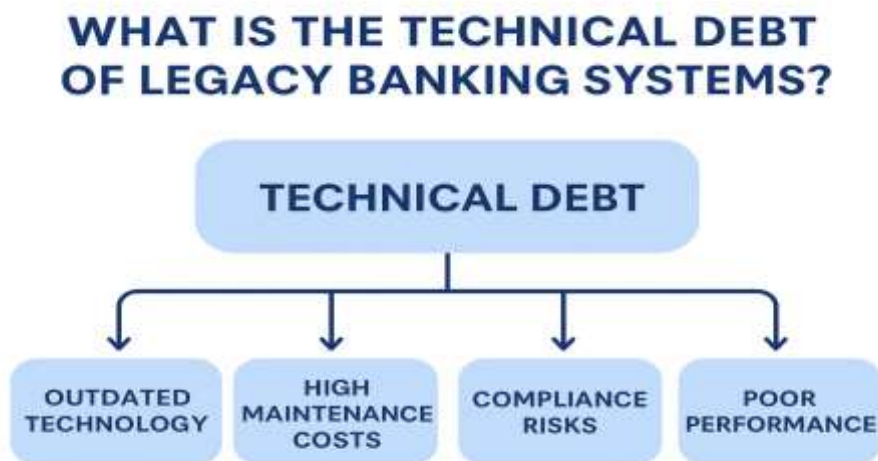 WHAT IS THE TECHNICAL DEBT
OF LEGACY BANKING SYSTEMS?
TECHNICAL DEBT
OUTDATED
TECHNOLOGY
HIGH
MAINTENANCE
COSTS
COMPLIANCE
RISKS
POOR
PERFORMANCE